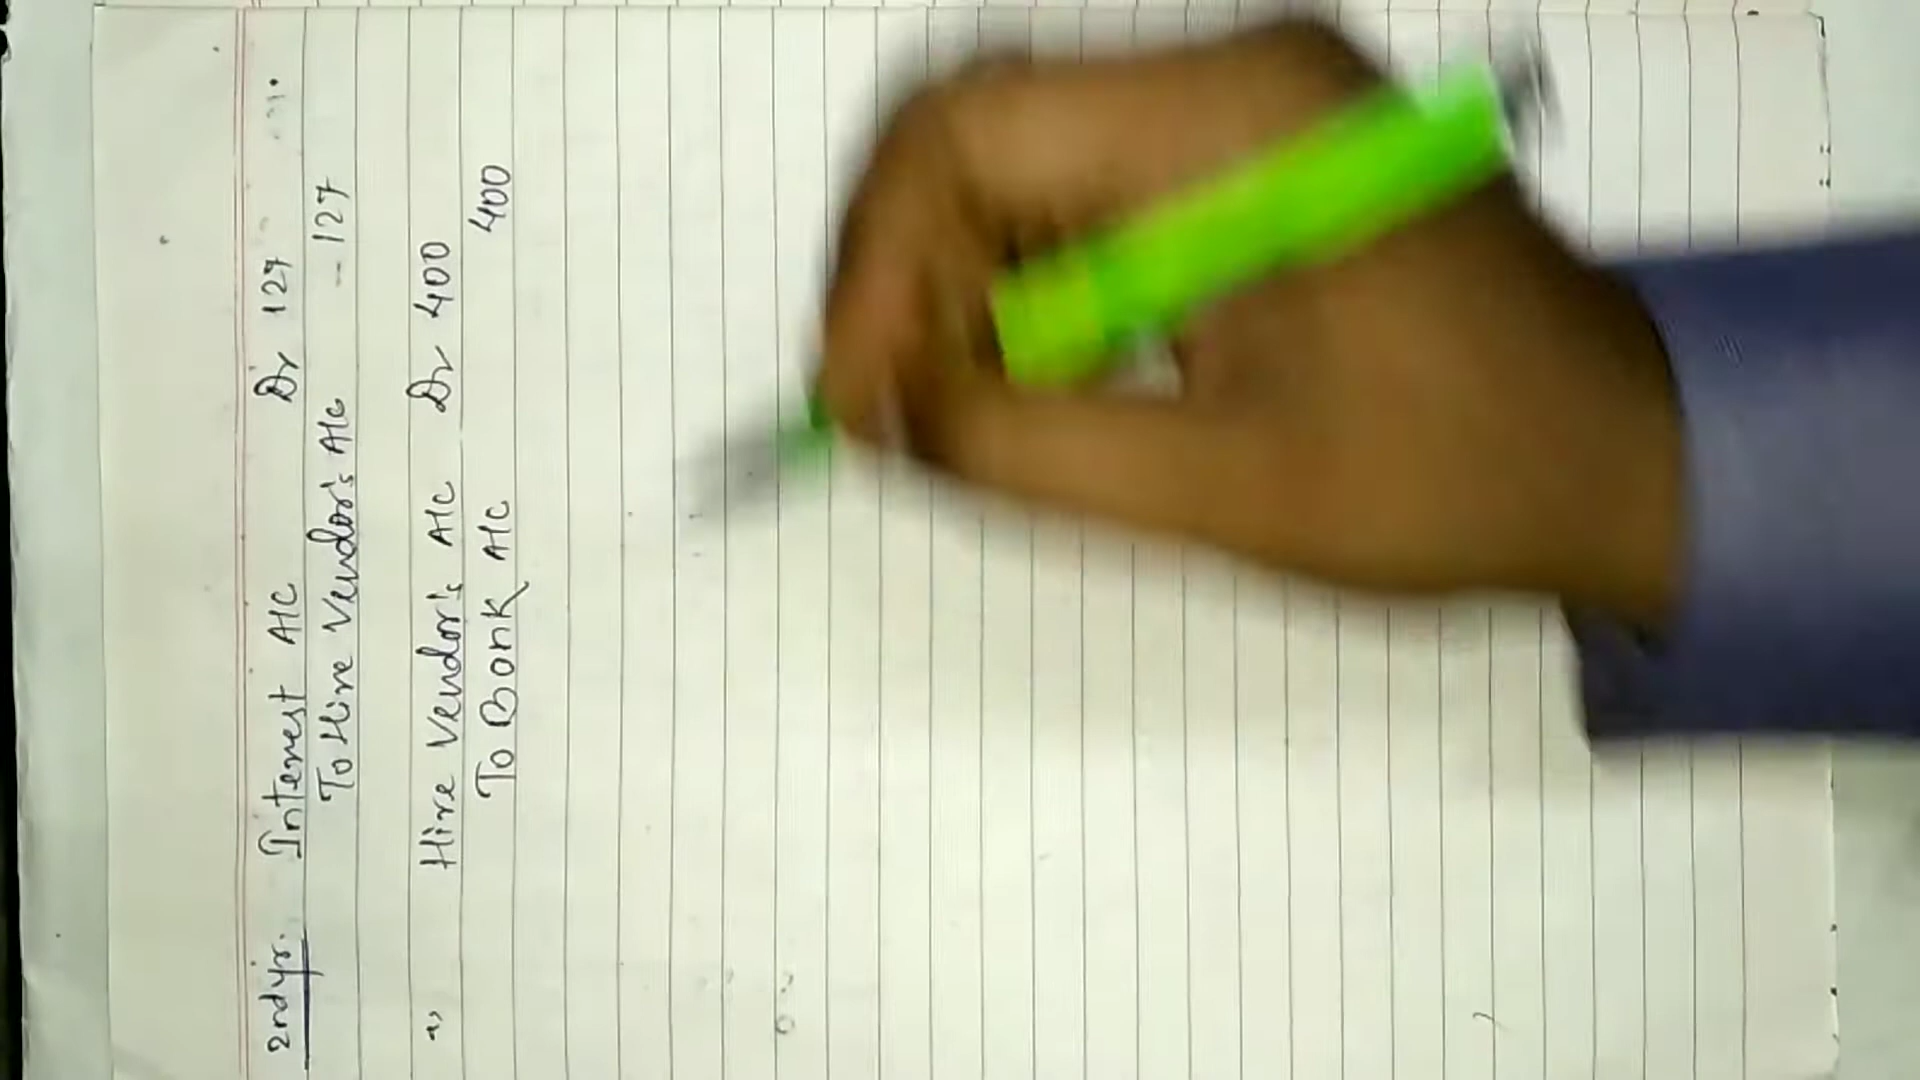 2nd yr. Interest A/C Dr 127
To Hire Vendor's A/c -- 127
" Hire Vendor's A/C Dr 400
To Bank A/C 400